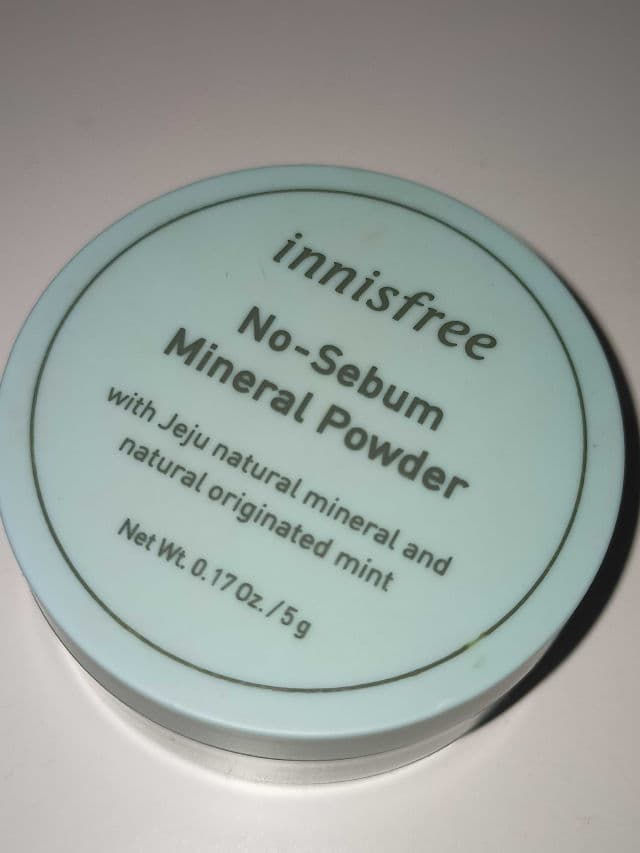 innisfree
No-Sebum
Mineral Powder
with Jeju natural mineral and
natural originated mint
Net Wt. 0.17 Oz. / 5 g